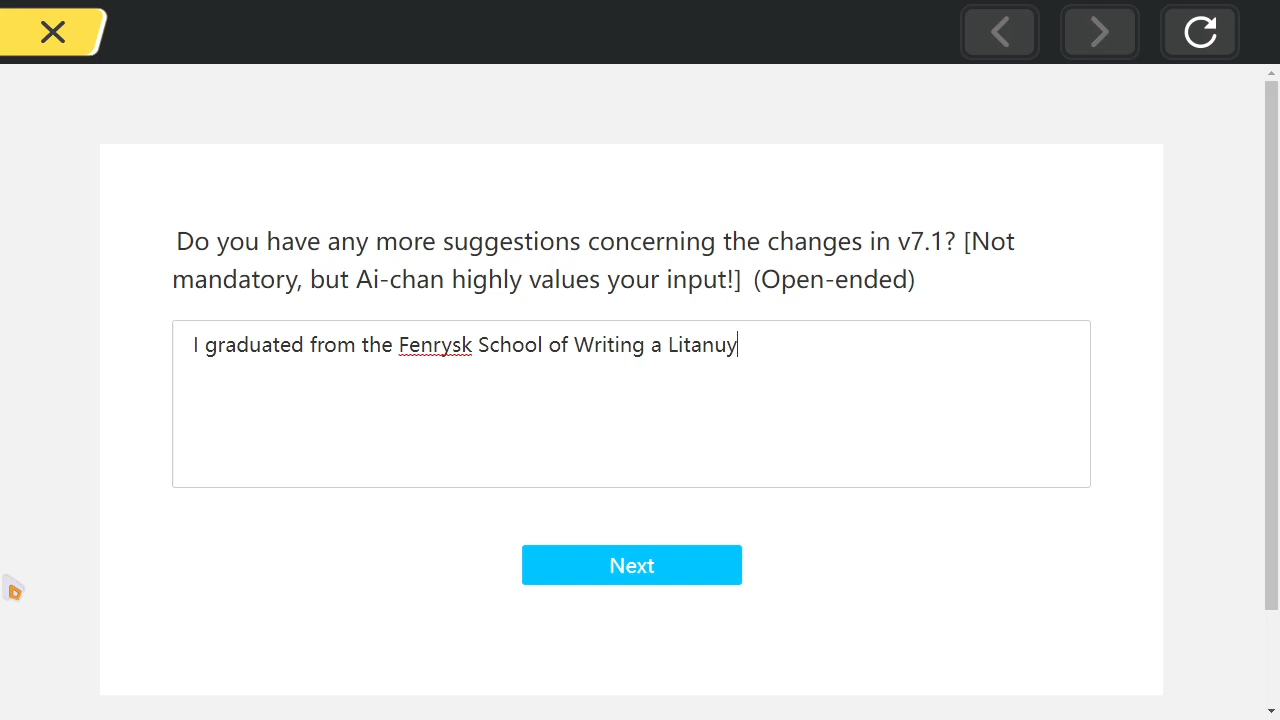 Do you have any more suggestions concerning the changes in v7.1? [Not
mandatory, but Ai-chan highly values your input!] (Open-ended)
I graduated from the Fenrysk School of Writing a Litanuy
Next